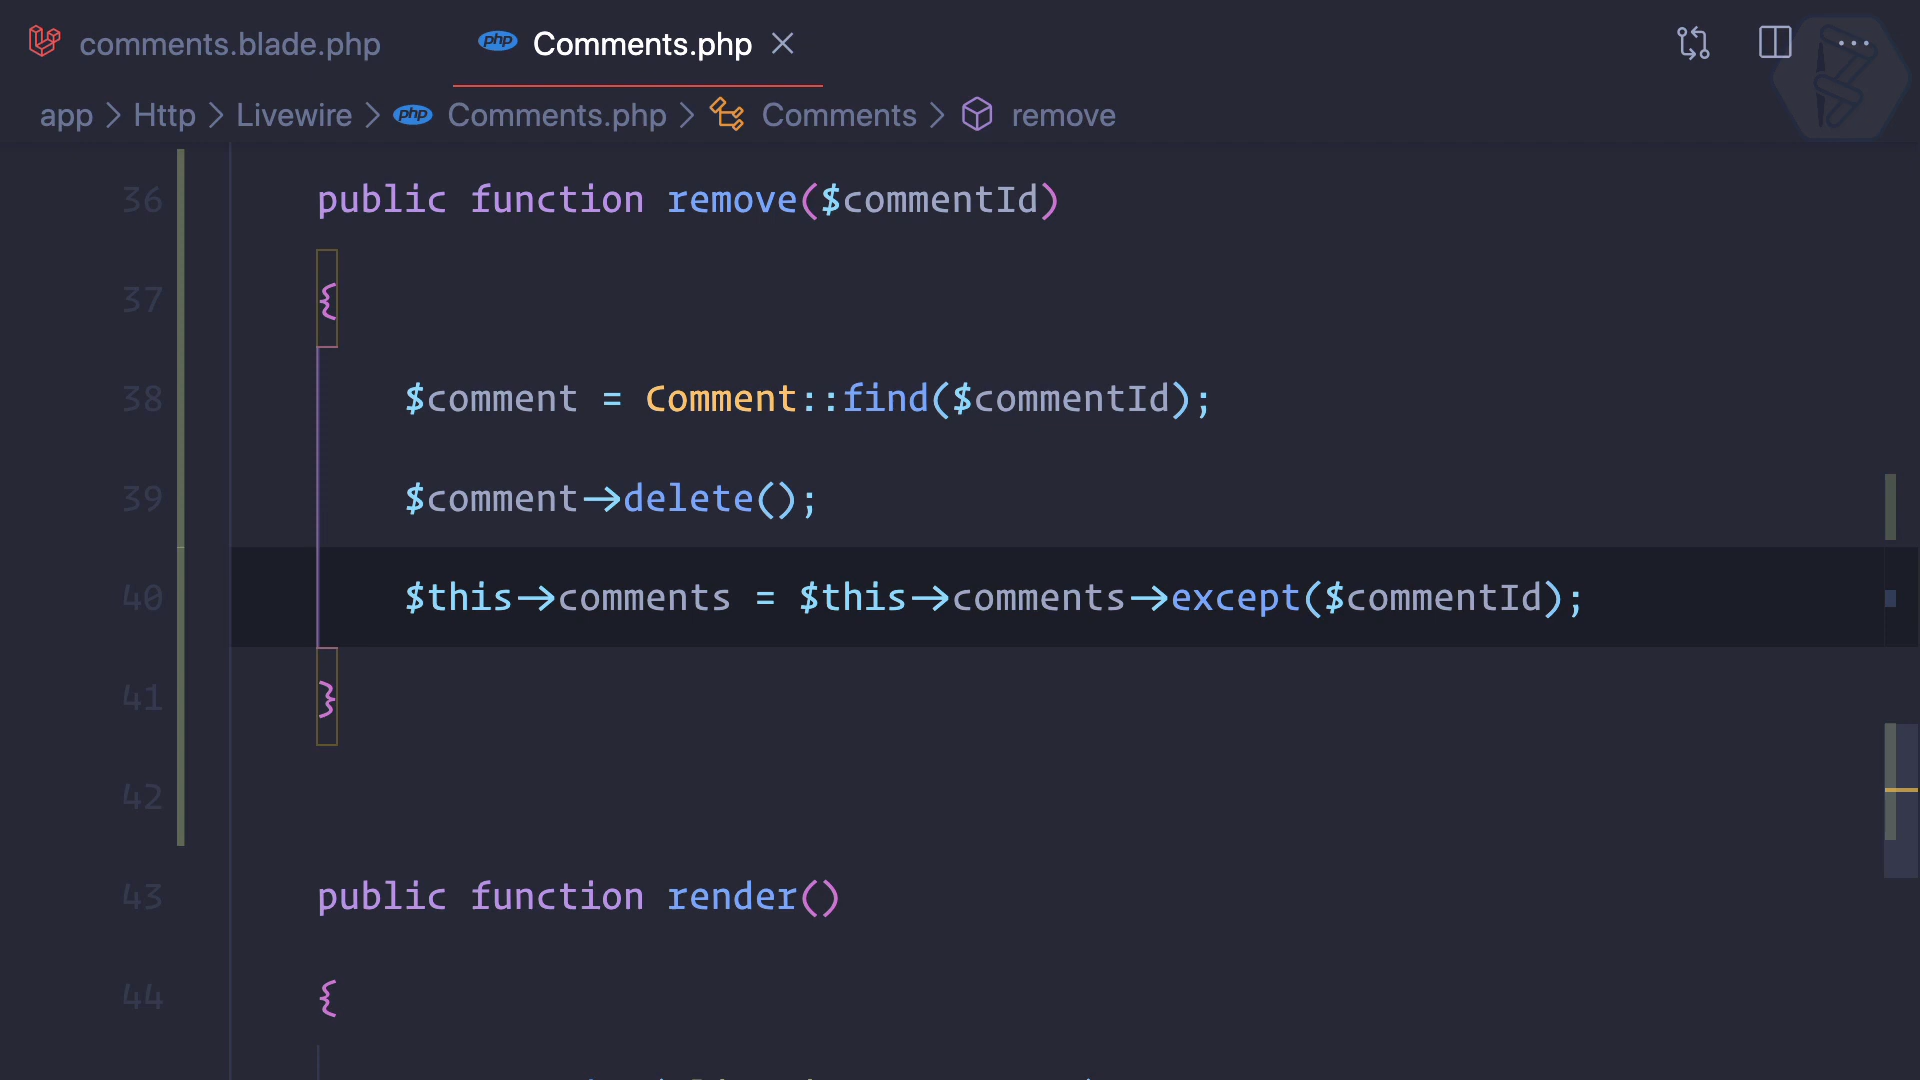 comments.blade.php
php Comments.php
app > Http > Livewire > php Comments.php > Comments > remove
36 public function remove($commentId)
37 {
38 $comment = Comment::find($commentId);
39 $comment->delete();
40 $this->comments = $this->comments->except($commentId);
41 }
42
43 public function render()
44 {